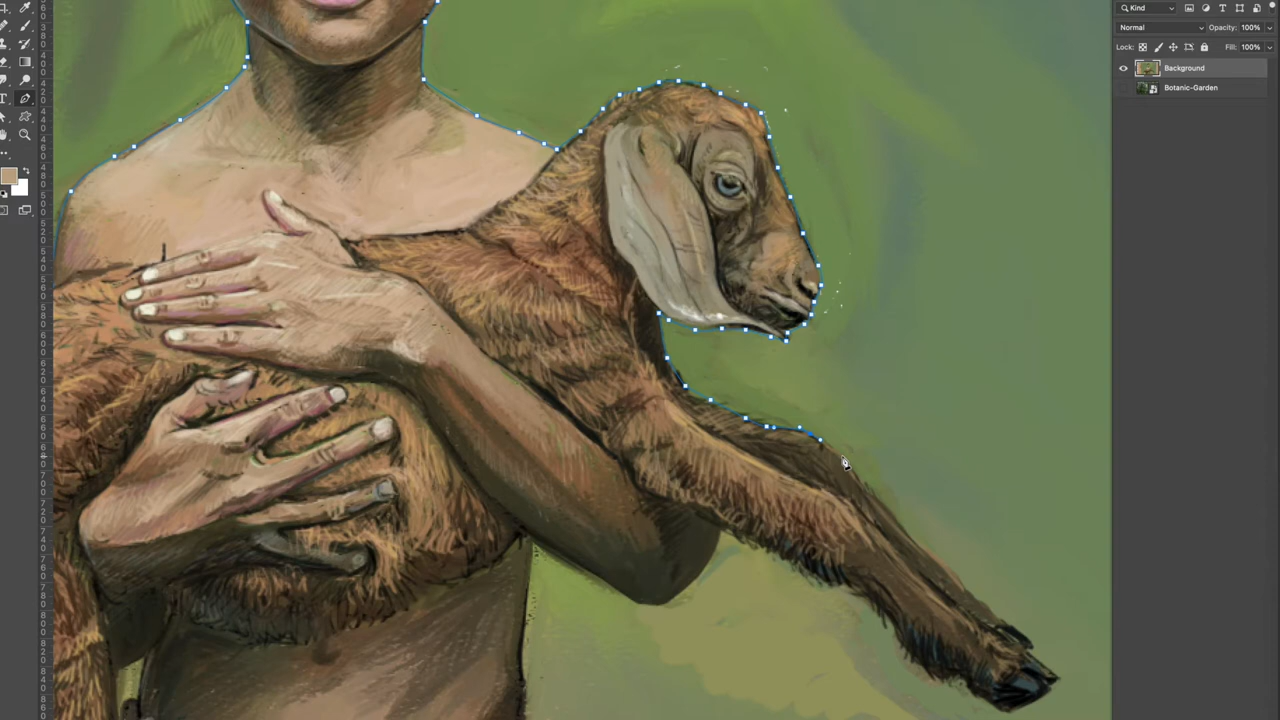 Kind
Normal Opacity: 100%
Lock: Fill: 100%
Background
Botanic-Garden